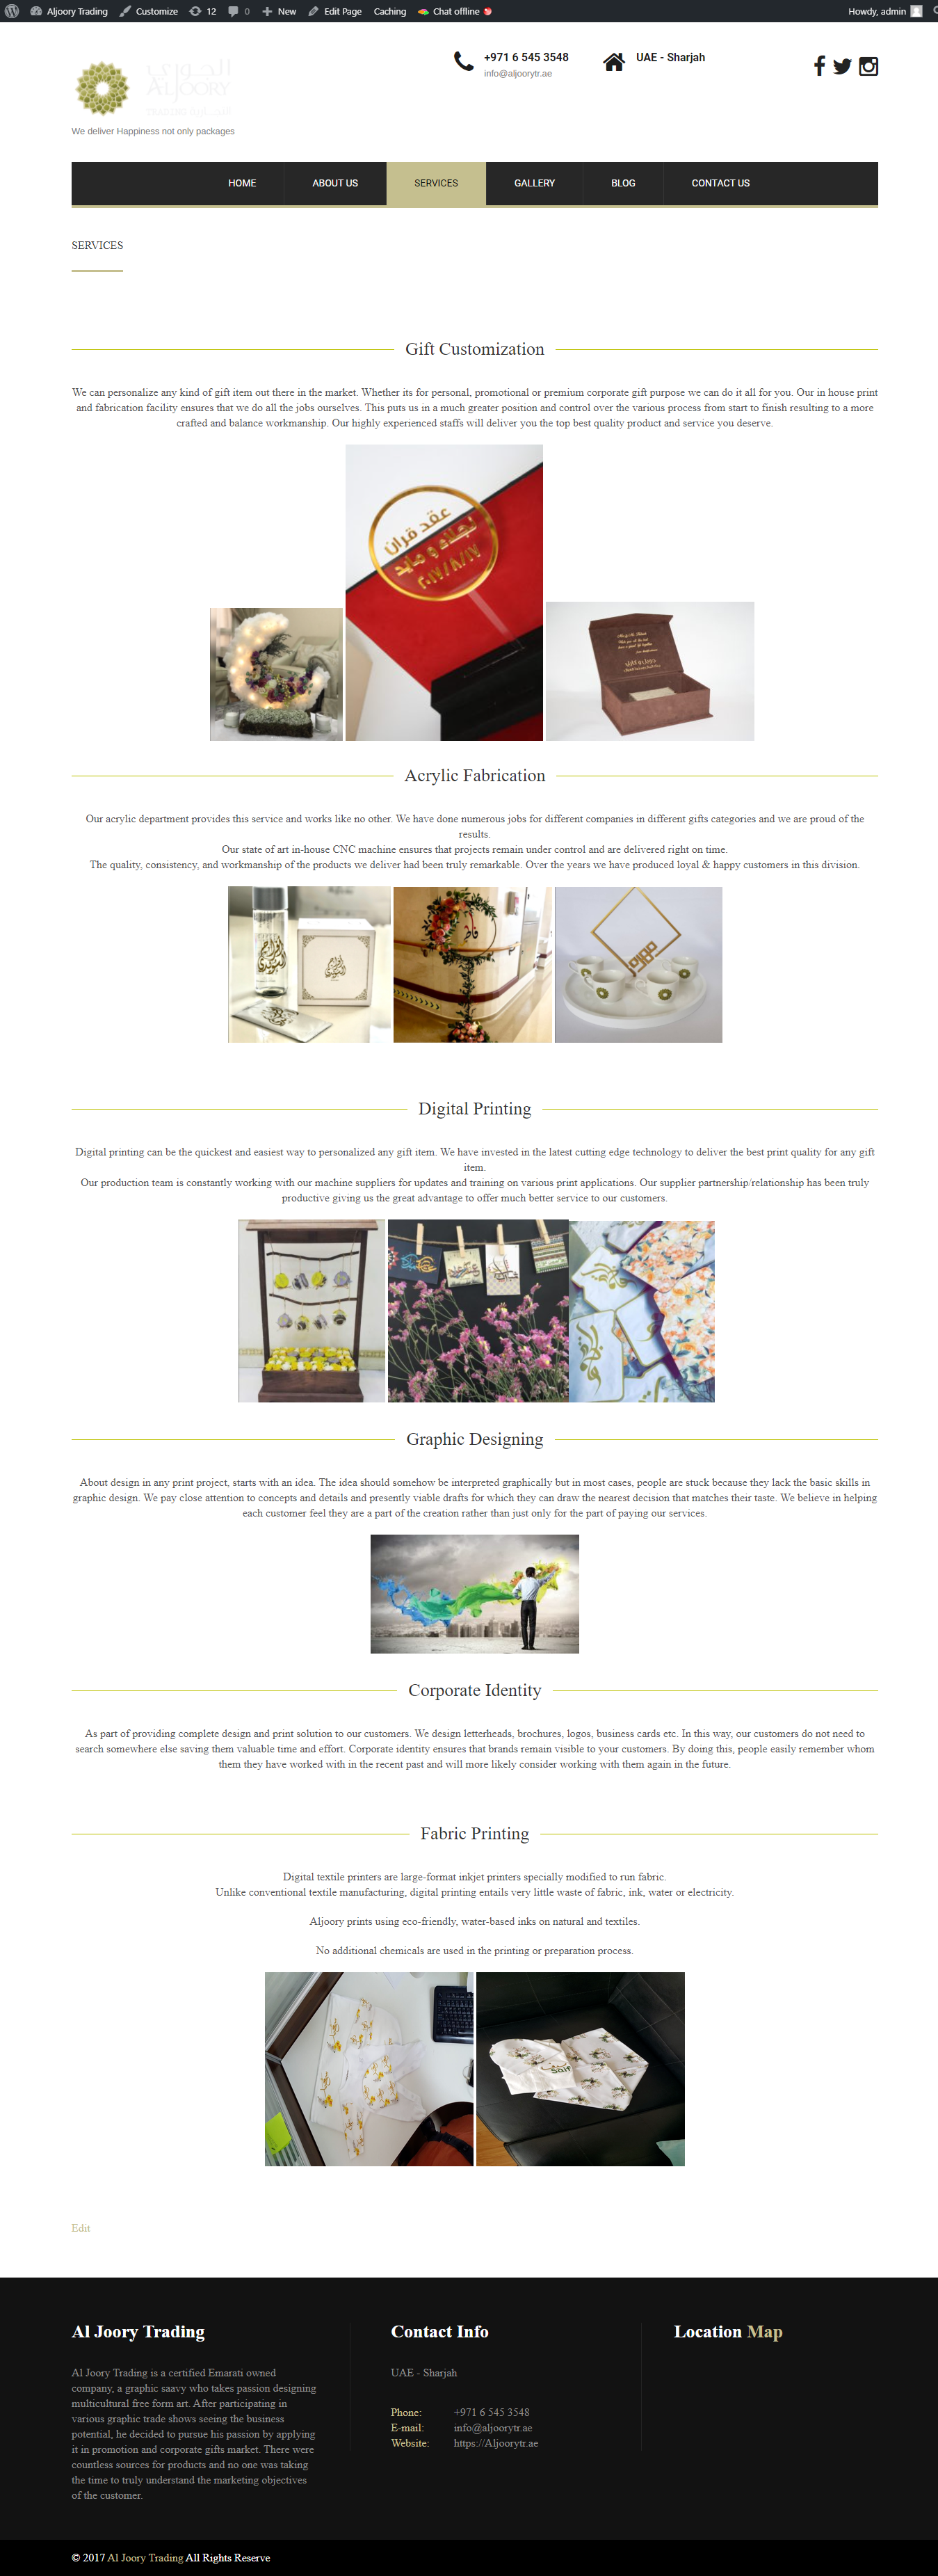 Aljoory Trading Customize 12 0 New Edit Page Caching Chat offline Howdy, admin
+971 6 545 3548
info@aljoorytr.ae
UAE - Sharjah
الجوري
ALJOORY
We deliver Happiness not only packages
HOME ABOUT US SERVICES GALLERY BLOG CONTACT US
SERVICES
Gift Customization
We can personalize any kind of gift item out there in the market. Whether its for personal, promotional or premium corporate gift purpose we can do it all for you. Our in house print
and fabrication facility ensures that we do all the jobs ourselves. This puts us in a much greater position and control over the various process from start to finish resulting to a more
crafted and balance workmanship. Our highly experienced staffs will deliver you the top best quality product and service you deserve.
عقد قران
٢٠١٧/٨/١٧
Acrylic Fabrication
Our acrylic department provides this service and works like no other. We have done numerous jobs for different companies in different gifts categories and we are proud of the
results.
Our state of art in-house CNC machine ensures that projects remain under control and are delivered right on time.
The quality, consistency, and workmanship of the products we deliver had been truly remarkable. Over the years we have produced loyal & happy customers in this division.
Digital Printing
Digital printing can be the quickest and easiest way to personalized any gift item. We have invested in the latest cutting edge technology to deliver the best print quality for any gift
item.
Our production team is constantly working with our machine suppliers for updates and training on various print applications. Our supplier partnership/relationship has been truly
productive giving us the great advantage to offer much better service to our customers.
Graphic Designing
About design in any print project, starts with an idea. The idea should somehow be interpreted graphically but in most cases, people are stuck because they lack the basic skills in
graphic design. We pay close attention to concepts and details and presently viable drafts for which they can draw the nearest decision that matches their taste. We believe in helping
each customer feel they are a part of the creation rather than just only for the part of paying our services.
Corporate Identity
As part of providing complete design and print solution to our customers. We design letterheads, brochures, logos, business cards etc. In this way, our customers do not need to
search somewhere else saving them valuable time and effort. Corporate identity ensures that brands remain visible to your customers. By doing this, people easily remember whom
them they have worked with in the recent past and will more likely consider working with them again in the future.
Fabric Printing
Digital textile printers are large-format inkjet printers specially modified to run fabric.
Unlike conventional textile manufacturing, digital printing entails very little waste of fabric, ink, water or electricity.
Aljoory prints using eco-friendly, water-based inks on natural and textiles.
No additional chemicals are used in the printing or preparation process.
Saif
Edit
Al Joory Trading
Al Joory Trading is a certified Emarati owned
company, a graphic saavy who takes passion designing
multicultural free form art. After participating in
various graphic trade shows seeing the business
potential, he decided to pursue his passion by applying
it in promotion and corporate gifts market. There were
countless sources for products and no one was taking
the time to truly understand the marketing objectives
of the customer.
Contact Info
UAE - Sharjah
Phone: +971 6 545 3548
E-mail: info@aljoorytr.ae
Website: https://Aljoorytr.ae
Location Map
© 2017 Al Joory Trading All Rights Reserve